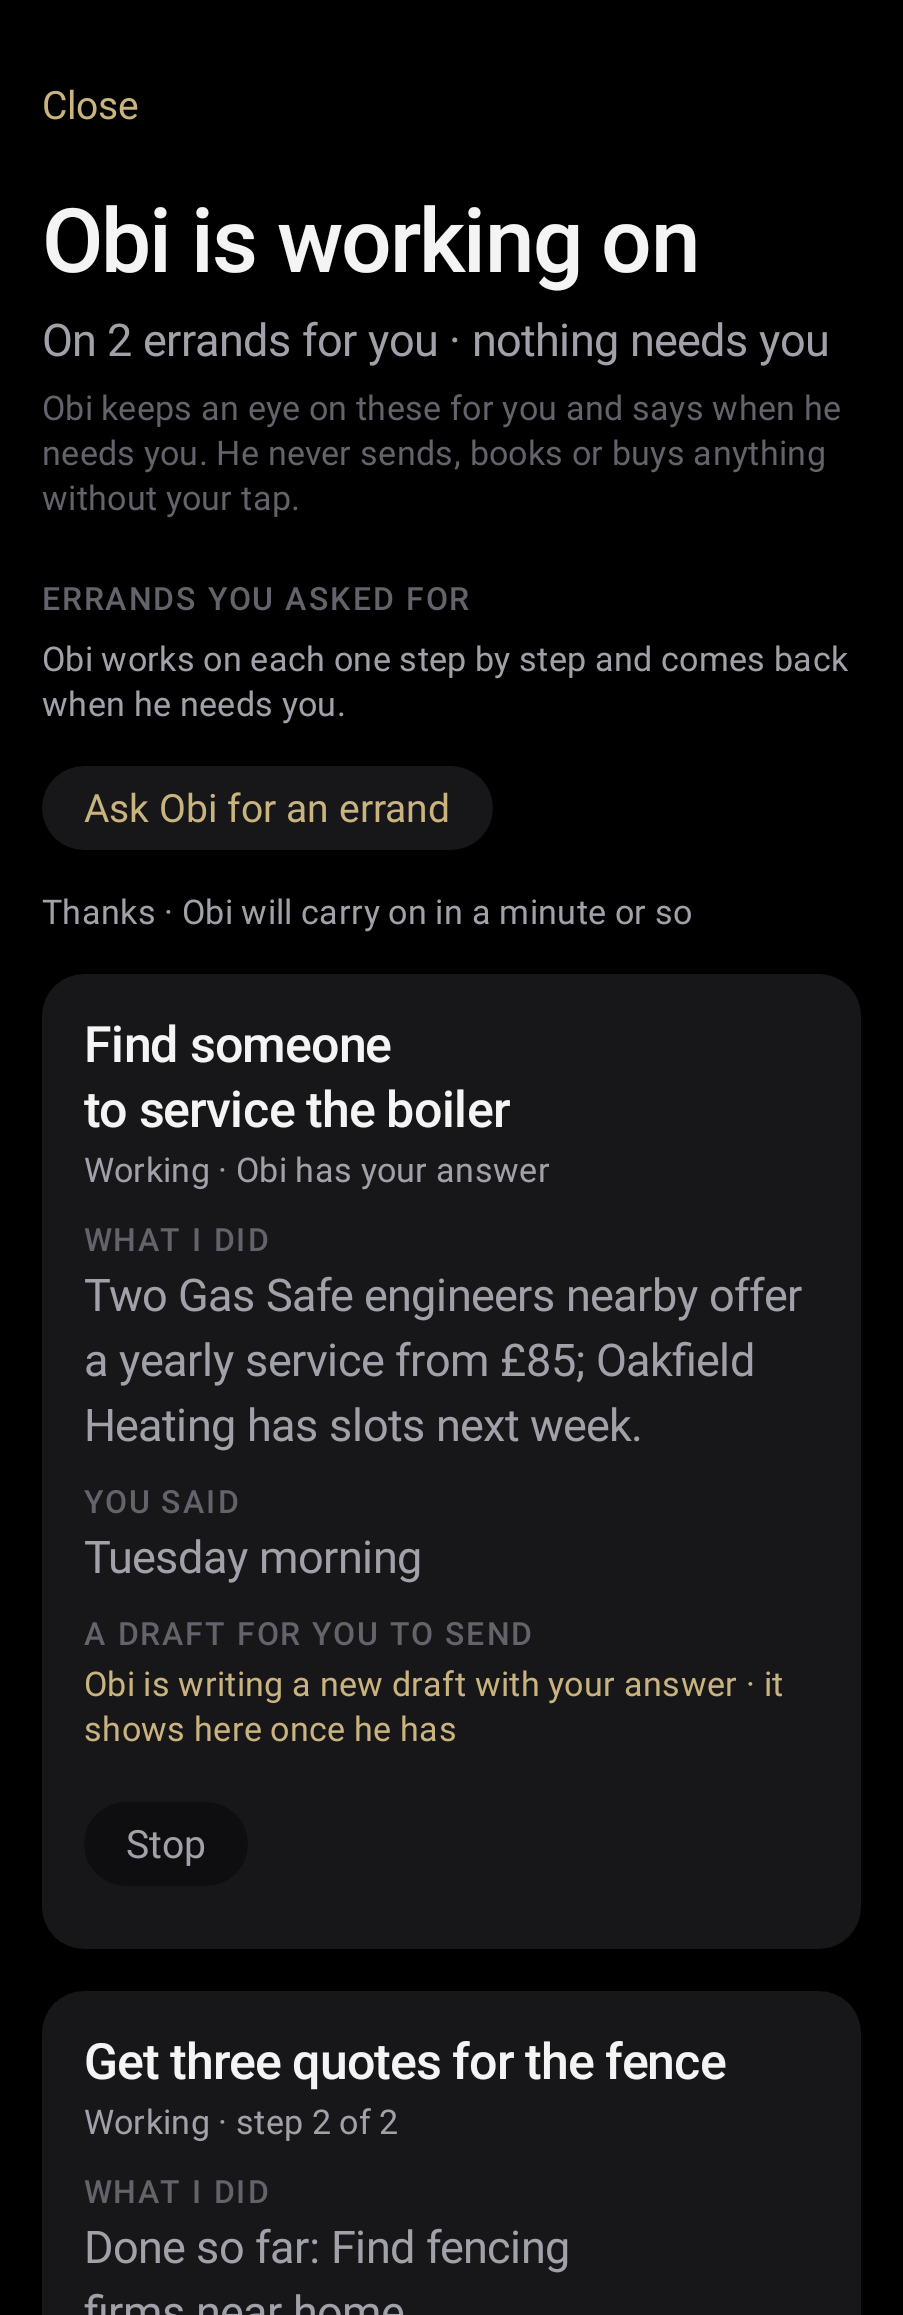 Close
Obi is working on
On 2 errands for you · nothing needs you
Obi keeps an eye on these for you and says when he
needs you. He never sends, books or buys anything
without your tap.
ERRANDS YOU ASKED FOR
Obi works on each one step by step and comes back
when he needs you.
Ask Obi for an errand
Thanks · Obi will carry on in a minute or so
Find someone
to service the boiler
Working · Obi has your answer
WHAT I DID
Two Gas Safe engineers nearby offer
a yearly service from £85; Oakfield
Heating has slots next week.
YOU SAID
Tuesday morning
A DRAFT FOR YOU TO SEND
Obi is writing a new draft with your answer · it
shows here once he has
Stop
Get three quotes for the fence
Working · step 2 of 2
WHAT I DID
Done so far: Find fencing
firms near home